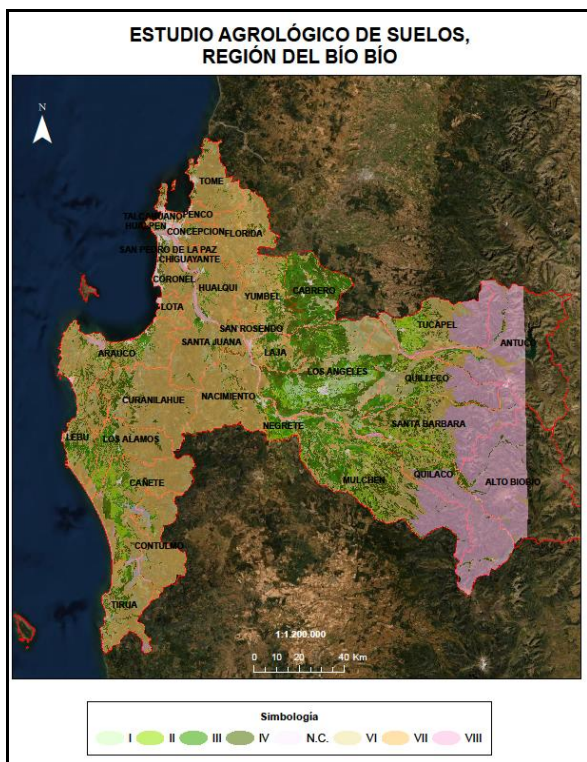 ESTUDIO AGROLÓGICO DE SUELOS,
REGIÓN DEL BÍO BÍO
N
TOME
TALCAHUANO
PENCO
HUALPEN
CONCEPCION
FLORIDA
SAN PEDRO DE LA PAZ
CHIGUAYANTE
CORONEL
HUALQUI
CABRERO
LOTA
YUMBEL
SAN ROSENDO
TUCAPEL
ANTUCO
ARAUCO
SANTA JUANA
LAJA
LOS ANGELES
QUILLECO
CURANILAHUE
NACIMIENTO
NEGRETE
SANTA BARBARA
LEBU
LOS ALAMOS
CAÑETE
MULCHEN
QUILACO
ALTO BIOBIO
CONTULMO
TIRUA
1:1.200.000
0 10 20 40 Km
Simbología
I II III IV N.C. VI VII VIII